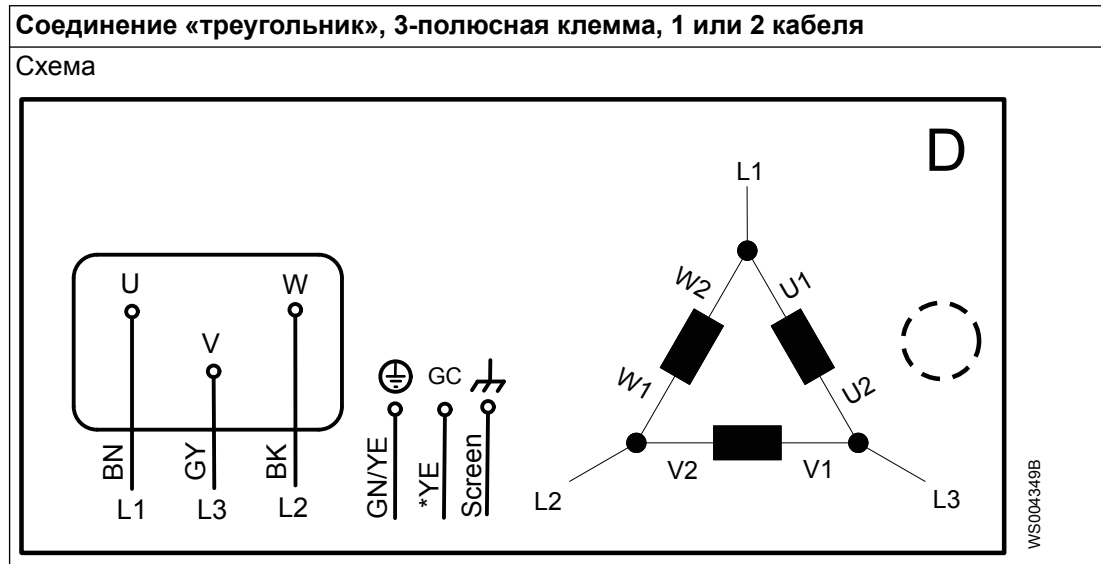 Соединение «треугольник», 3-полюсная клемма, 1 или 2 кабеля
Схема
D
L1
U
W
V
W2
U1
GC
W1
U2
V2
V1
BN
GY
BK
GN/YE
*YE
Screen
L1
L3
L2
L2
L3
WS004349B